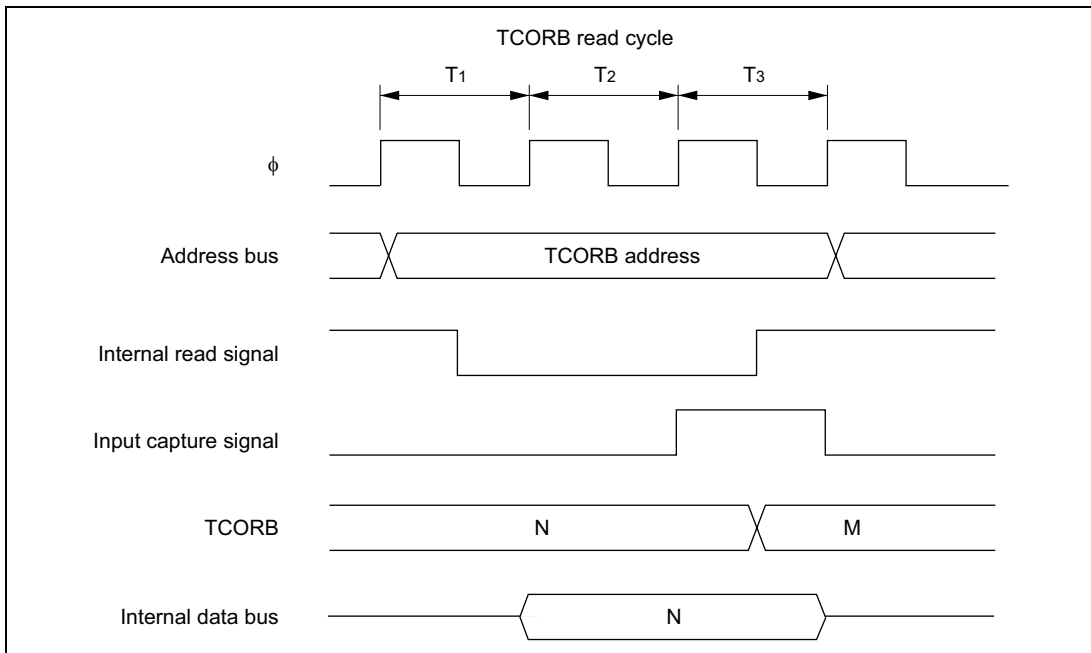 TCORB read cycle
T1 T2 T3
ϕ
Address bus TCORB address
Internal read signal
Input capture signal
TCORB N M
Internal data bus N